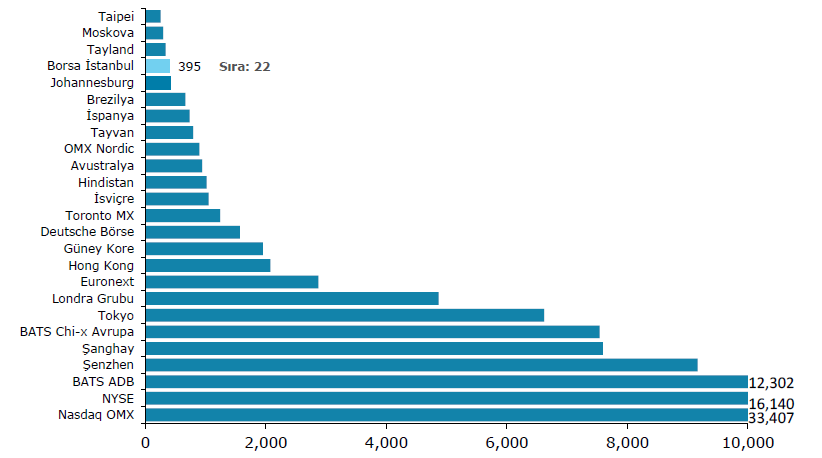 Taipei
Moskova
Tayland
Borsa İstanbul 395 Sıra: 22
Johannesburg
Brezilya
İspanya
Tayvan
OMX Nordic
Avustralya
Hindistan
İsviçre
Toronto MX
Deutsche Börse
Güney Kore
Hong Kong
Euronext
Londra Grubu
Tokyo
BATS Chi-x Avrupa
Şanghay
Şenzhen
BATS ADB 12,302
NYSE 16,140
Nasdaq OMX 33,407
0 2,000 4,000 6,000 8,000 10,000